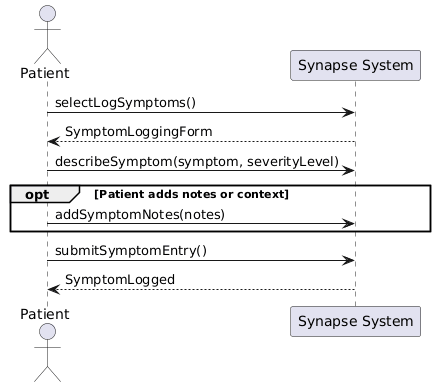 Patient
Synapse System
selectLogSymptoms()
SymptomLoggingForm
describeSymptom(symptom, severityLevel)
opt [Patient adds notes or context]
addSymptomNotes(notes)
submitSymptomEntry()
SymptomLogged
Patient
Synapse System